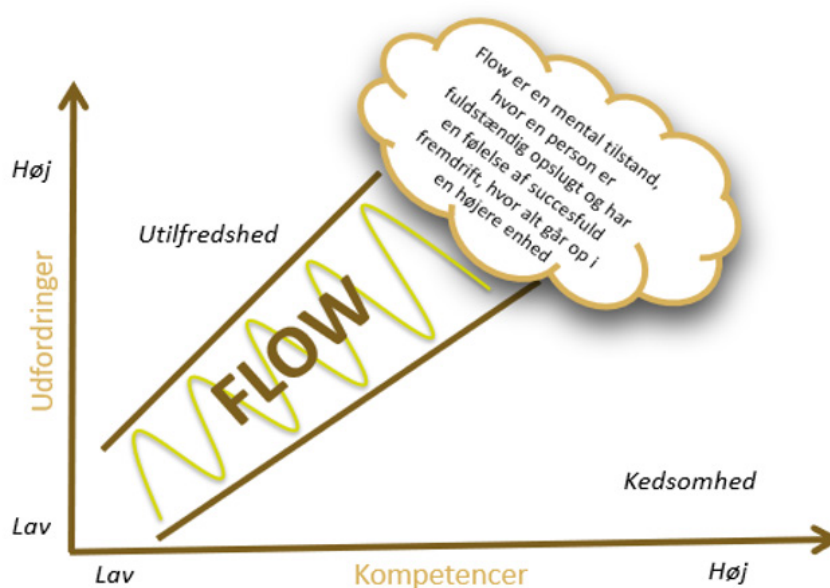 Flow er en mental tilstand,
hvor en person er
fuldstændig opslugt og har
en følelse af succesfuld
fremdrift, hvor alt går op i
en højere enhed
Høj
Utilfredshed
Udfordringer
FLOW
Kedsomhed
Lav
Lav
Kompetencer
Høj